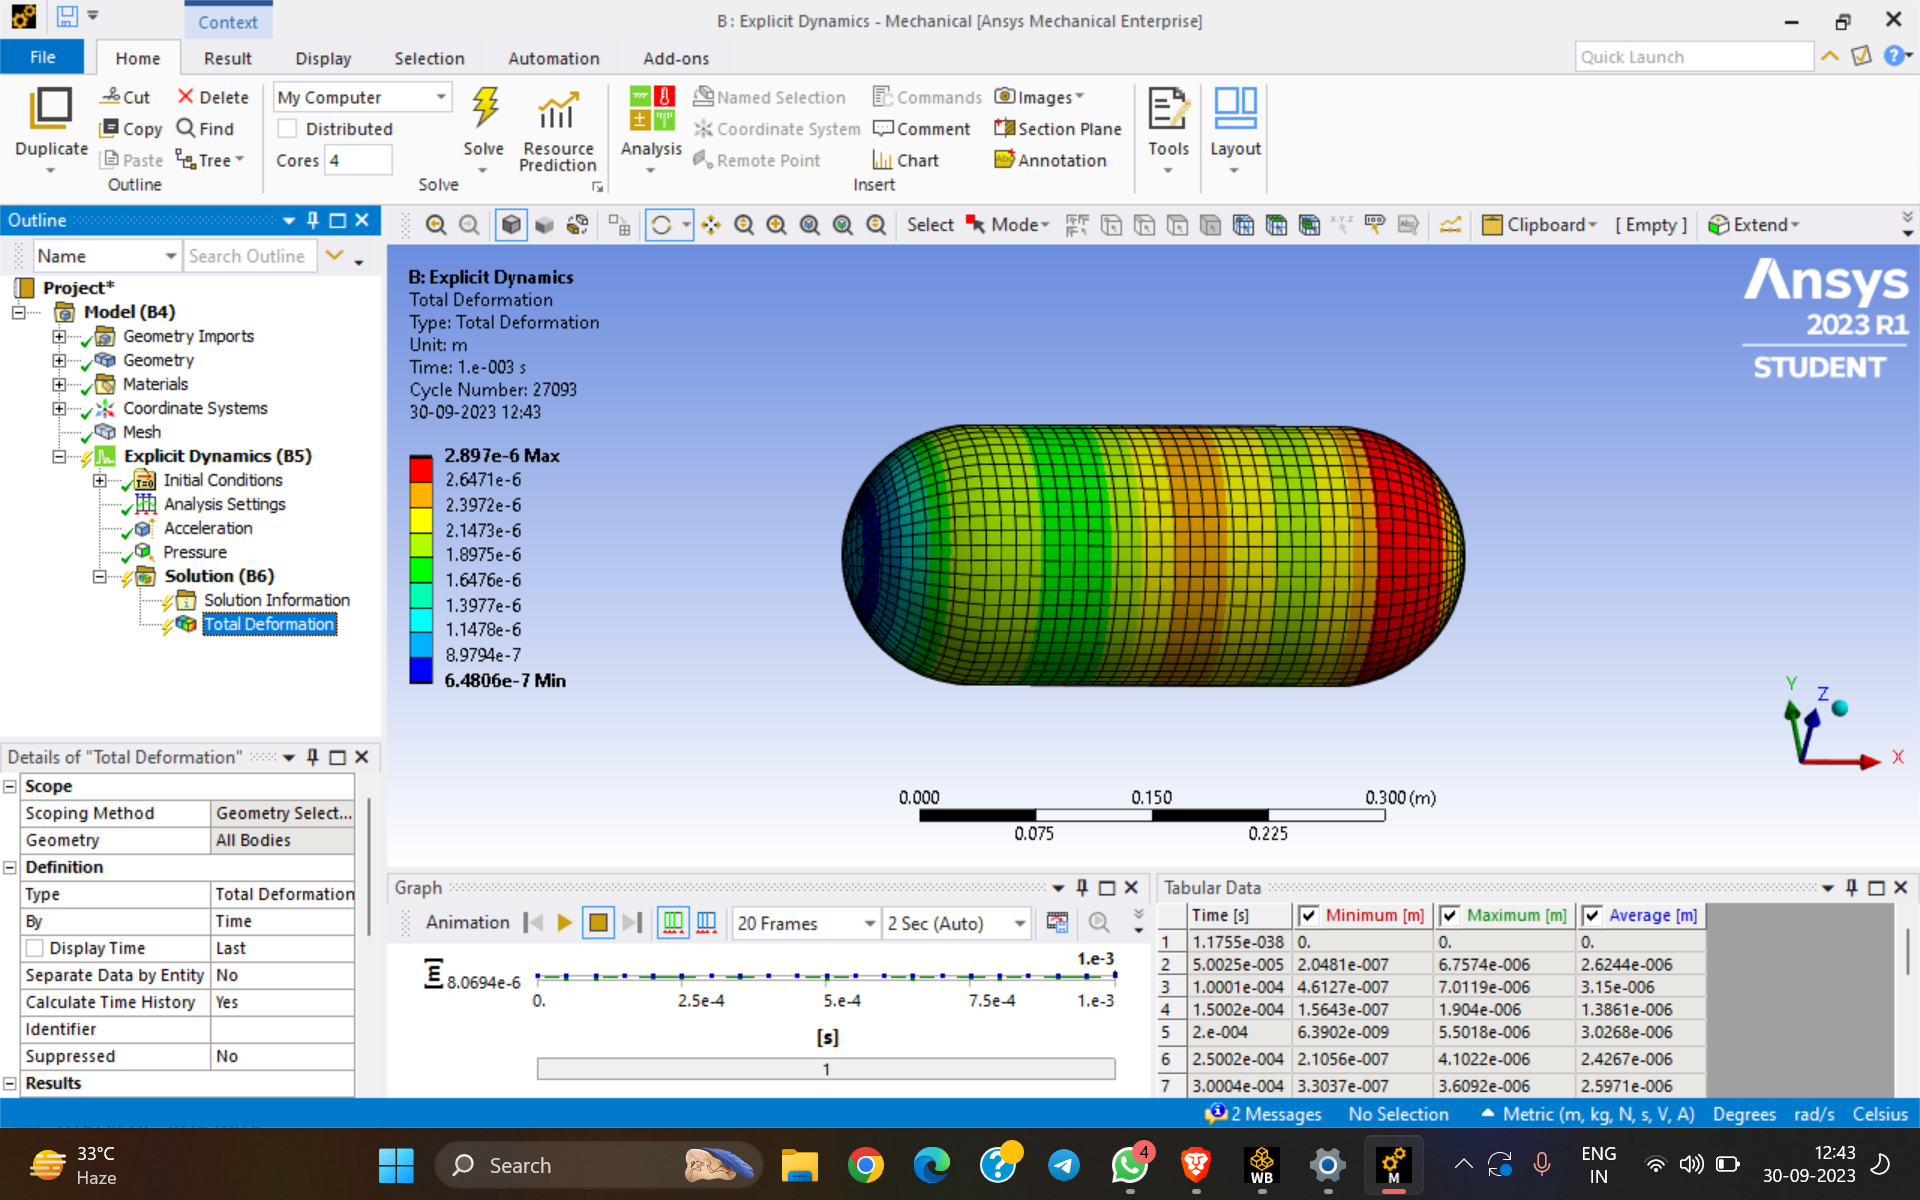 Context
B : Explicit Dynamics - Mechanical [Ansys Mechanical Enterprise]
File
Home
Result
Display
Selection
Automation
Add-ons
Quick Launch
Duplicate
Cut
Copy
Paste
Delete
Find
Tree
Outline
My Computer
Distributed
Cores 4
Solve
Resource
Prediction
Solve
Analysis
Named Selection
Coordinate System
Remote Point
Commands
Comment
Chart
Images
Section Plane
Annotation
Insert
Tools
Layout
Outline
Name
Search Outline
Project*
Model (B4)
Geometry Imports
Geometry
Materials
Coordinate Systems
Mesh
Explicit Dynamics (B5)
Initial Conditions
Analysis Settings
Acceleration
Pressure
Solution (B6)
Solution Information
Total Deformation
Select Mode
Clipboard [ Empty ] Extend
B: Explicit Dynamics
Total Deformation
Type: Total Deformation
Unit: m
Time: 1.e-003 s
Cycle Number: 27093
30-09-2023 12:43
2.897e-6 Max
2.6471e-6
2.3972e-6
2.1473e-6
1.8975e-6
1.6476e-6
1.3977e-6
1.1478e-6
8.9794e-7
6.4806e-7 Min
Ansys
2023 R1
STUDENT
Y
Z
X
0.000 0.150 0.300 (m)
0.075 0.225
Details of "Total Deformation"
Scope
Scoping Method Geometry Select...
Geometry All Bodies
Definition
Type Total Deformation
By Time
Display Time Last
Separate Data by Entity No
Calculate Time History Yes
Identifier
Suppressed No
Results
Graph
Animation 20 Frames 2 Sec (Auto)
1.e-3
[m] 8.0694e-6
0. 2.5e-4 5.e-4 7.5e-4 1.e-3
[s]
1
Tabular Data
Time [s] Minimum [m] Maximum [m] Average [m]
1 1.1755e-038 0. 0. 0.
2 5.0025e-005 2.0481e-007 6.7574e-006 2.6244e-006
3 1.0001e-004 4.6127e-007 7.0119e-006 3.15e-006
4 1.5002e-004 1.5643e-007 1.904e-006 1.3861e-006
5 2.e-004 6.3902e-009 5.5018e-006 3.0268e-006
6 2.5002e-004 2.1056e-007 4.1022e-006 2.4267e-006
7 3.0004e-004 3.3037e-007 3.6092e-006 2.5971e-006
2 Messages No Selection Metric (m, kg, N, s, V, A) Degrees rad/s Celsius
33°C
Haze
Search
4
WB
M
ENG
IN
12:43
30-09-2023